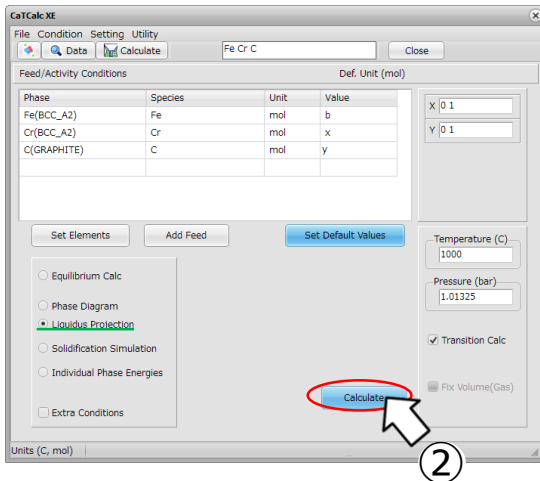 CaTCalc XE
File Condition Setting Utility
Data Calculate Fe Cr C Close
Feed/Activity Conditions Def. Unit (mol)
Phase Species Unit Value
Fe(BCC_A2) Fe mol b
Cr(BCC_A2) Cr mol x
C(GRAPHITE) C mol y
X 0 1
Y 0 1
Set Elements Add Feed Set Default Values
Equilibrium Calc
Phase Diagram
Liquidus Projection
Solidification Simulation
Individual Phase Energies
Extra Conditions
Temperature (C)
1000
Pressure (bar)
1.01325
Transition Calc
Fix Volume(Gas)
Calculate
2
Units (C, mol)